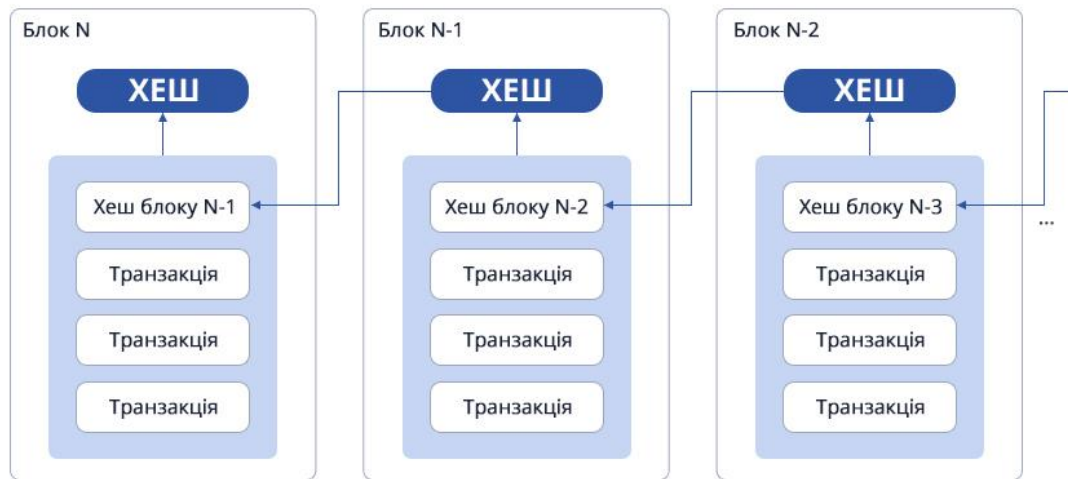 Блок N
ХЕШ
Хеш блоку N-1
Транзакція
Транзакція
Транзакція
Блок N-1
ХЕШ
Хеш блоку N-2
Транзакція
Транзакція
Транзакція
Блок N-2
ХЕШ
Хеш блоку N-3
Транзакція
Транзакція
Транзакція
...